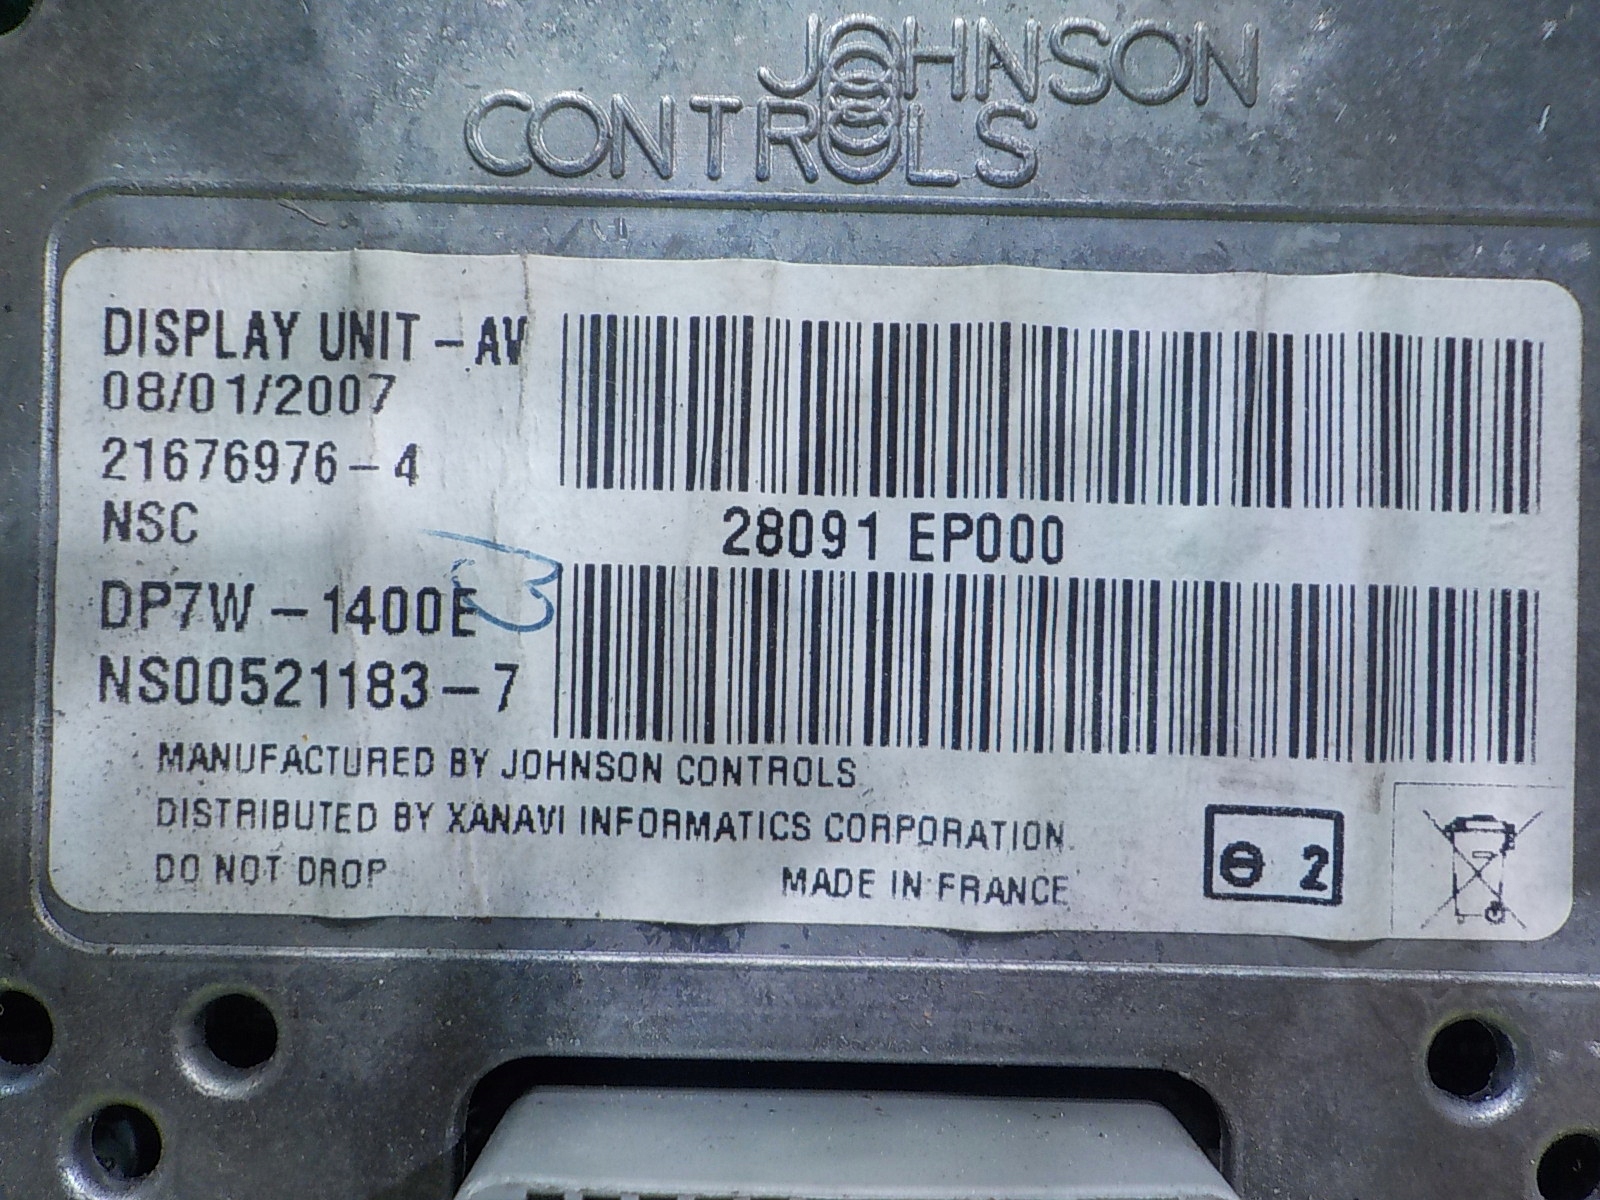 JOHNSON
CONTROLS
DISPLAY UNIT - AV
08/01/2007
21676976-4
NSC
28091 EP000
DP7W-1400E
NS00521183-7
MANUFACTURED BY JOHNSON CONTROLS
DISTRIBUTED BY XANAVI INFORMATICS CORPORATION
DO NOT DROP
MADE IN FRANCE
2